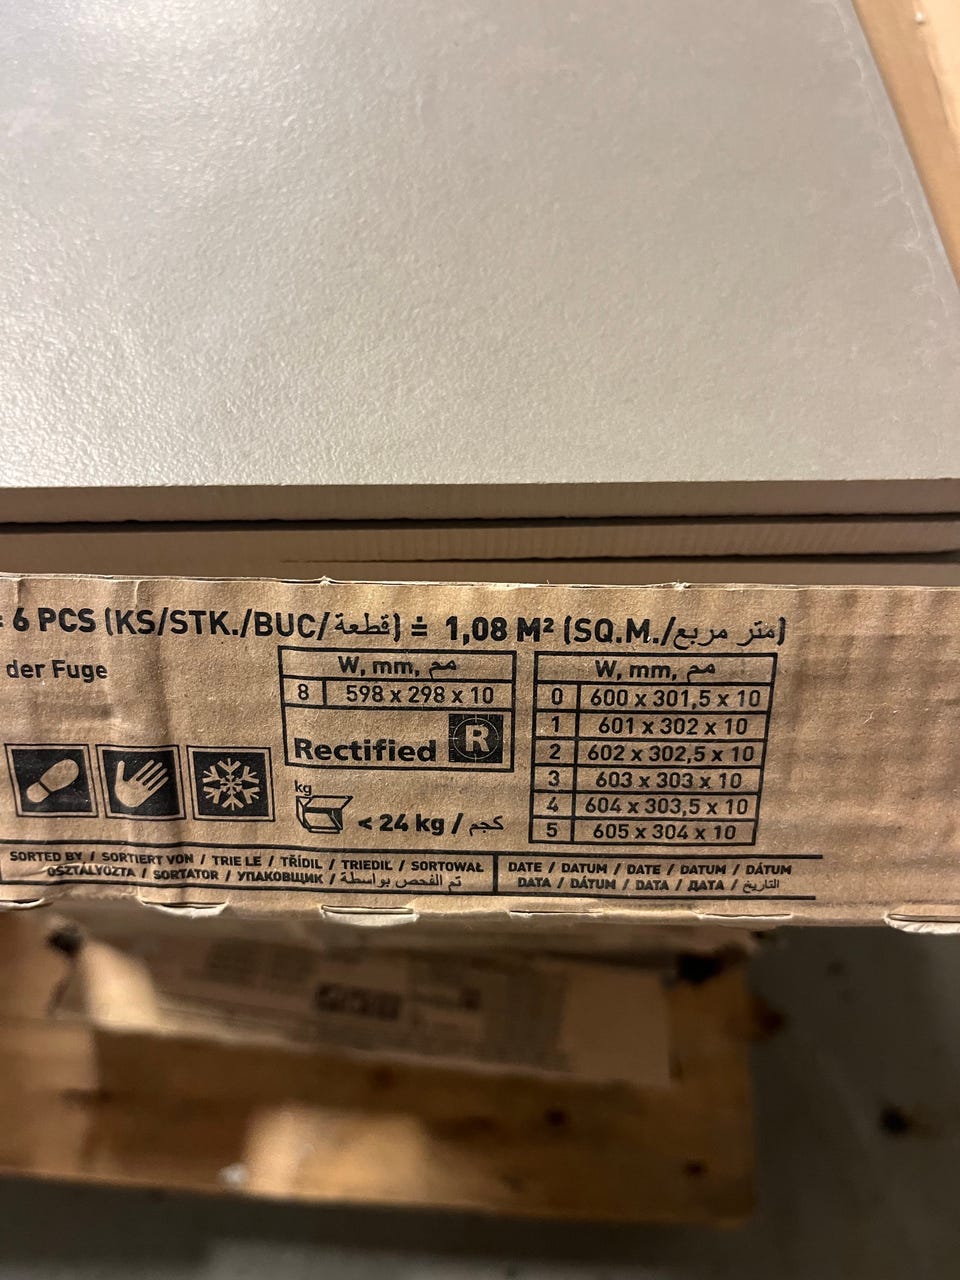 6 PCS (KS/STK./BUC/قطعة) ≐ 1,08 M² (SQ.M./متر مربع)
der Fuge
W, mm, مم
8 598 x 298 x 10
Rectified R
W, mm, مم
0 600 x 301,5 x 10
1 601 x 302 x 10
2 602 x 302,5 x 10
3 603 x 303 x 10
4 604 x 303,5 x 10
5 605 x 304 x 10
kg
< 24 kg / كجم
SORTED BY / SORTIERT VON / TRIE LE / TŘÍDIL / TRIEDIL / SORTOWAŁ
OSZTÁLYOZTA / SORTATOR / УПАКОВЩИК / تم الفحص بواسطة
DATE / DATUM / DATE / DATUM / DÁTUM
DATA / DÁTUM / DATA / ДАТА / التاريخ